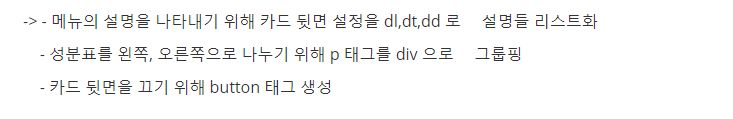 -> - 메뉴의 설명을 나타내기 위해 카드 뒷면 설정을 dl,dt,dd 로 설명들 리스트화
- 성분표를 왼쪽, 오른쪽으로 나누기 위해 p 태그를 div 으로 그룹핑
- 카드 뒷면을 끄기 위해 button 태그 생성